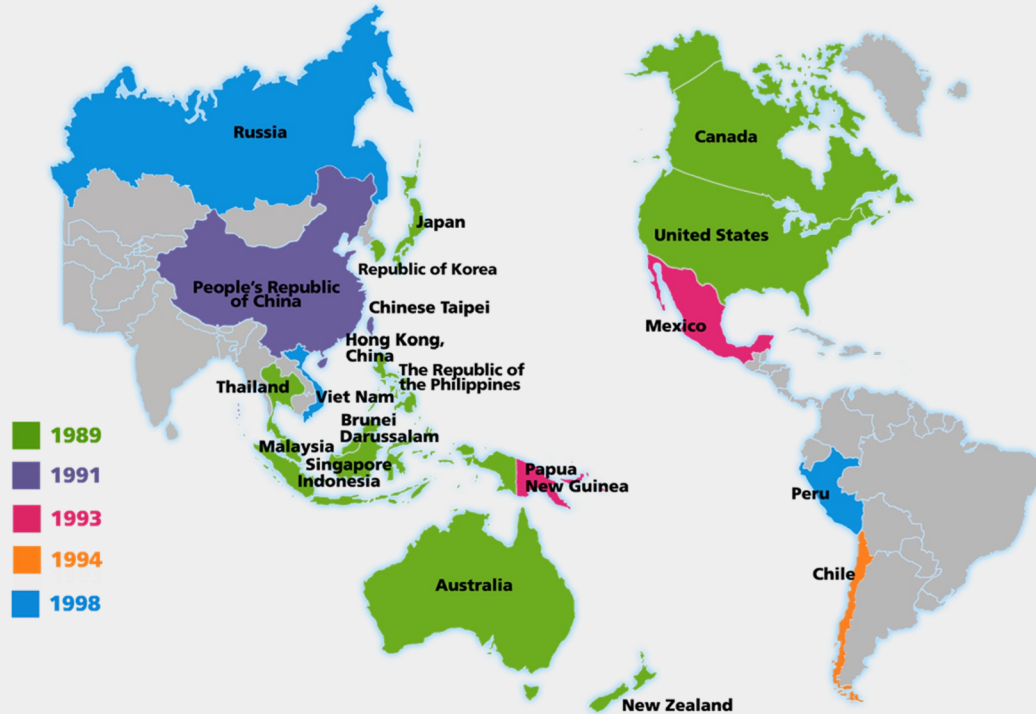 Russia
Canada
Japan
United States
Republic of Korea
People's Republic
of China
Chinese Taipei
Mexico
Hong Kong,
China
The Republic of
the Philippines
Thailand
Viet Nam
Brunei
Darussalam
Malaysia
Singapore
Indonesia
Papua
New Guinea
Peru
Chile
Australia
New Zealand
1989
1991
1993
1994
1998